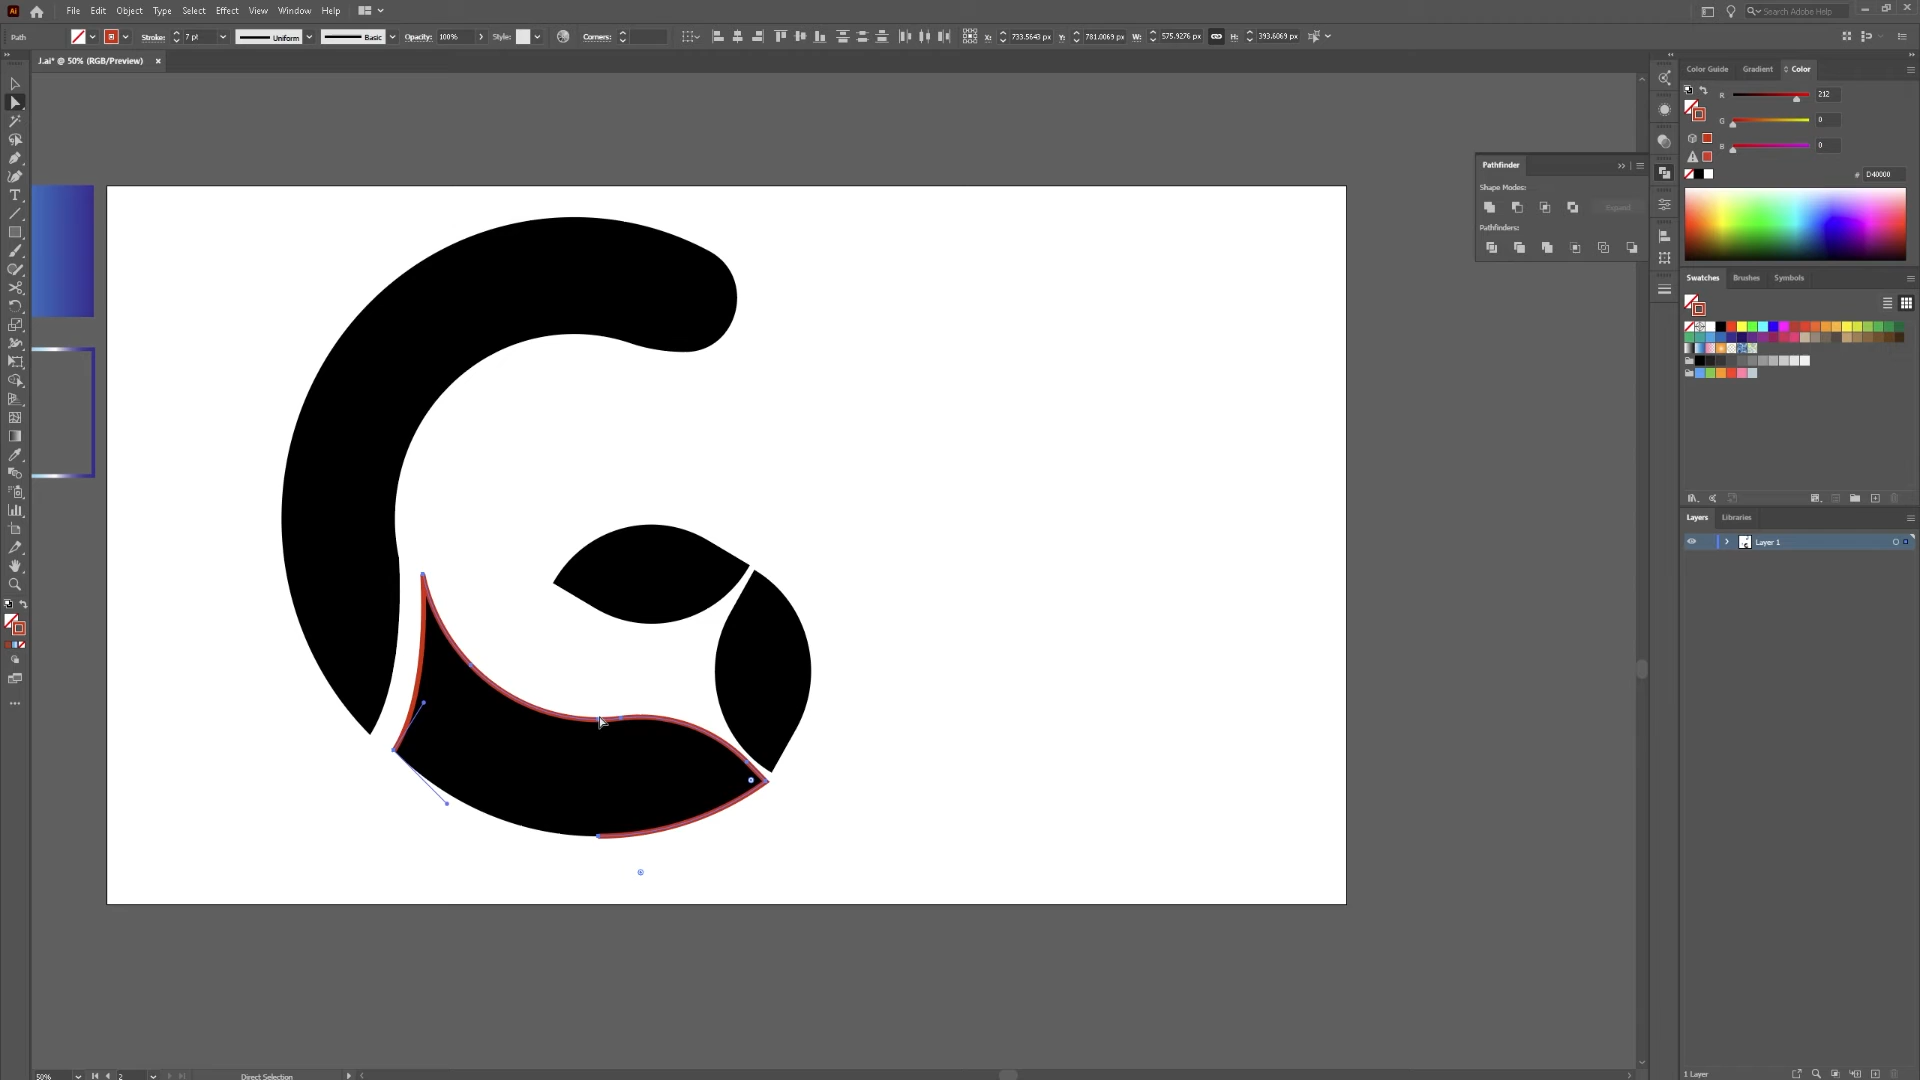 Ai File Edit Object Type Select Effect View Window Help Search Adobe Help
Path Stroke: 7 pt Uniform Basic Opacity: 100% Style: Corners: X: 733.5643 px Y: 781.0069 px W: 575.9276 px H: 393.6069 px
J.ai* @ 50% (RGB/Preview) ×
Color Guide Gradient Color
R 212
G 0
B 0
# D40000
Pathfinder
Shape Modes:
Expand
Pathfinders:
Swatches Brushes Symbols
Layers Libraries
Layer 1
50% 2 Direct Selection
1 Layer